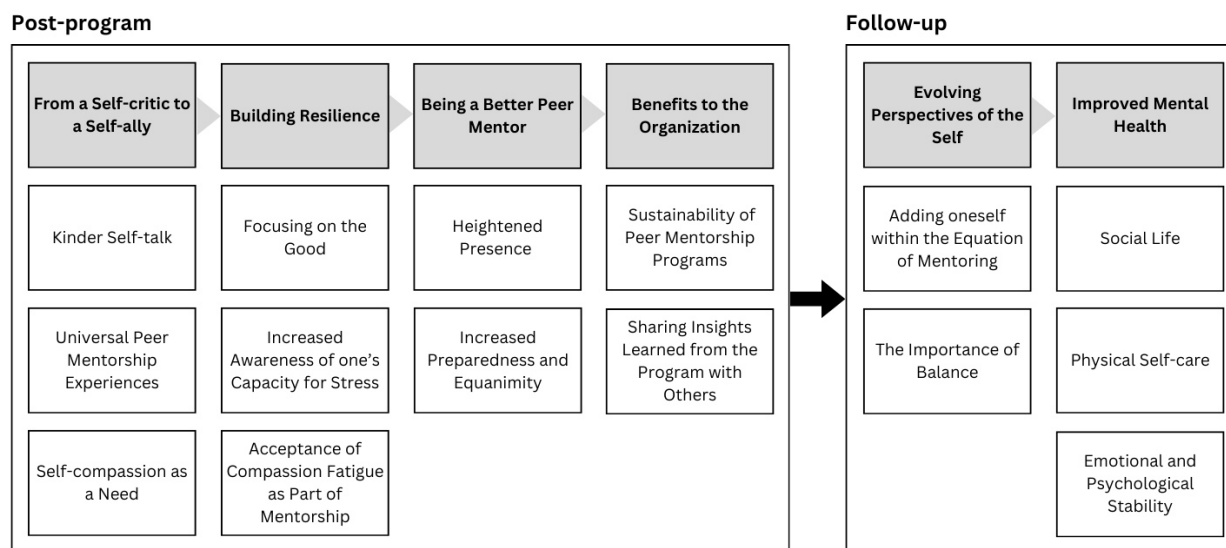 Post-program
From a Self-critic to
a Self-ally
Building Resilience
Being a Better Peer
Mentor
Benefits to the
Organization
Kinder Self-talk
Focusing on the
Good
Heightened
Presence
Sustainability of
Peer Mentorship
Programs
Universal Peer
Mentorship
Experiences
Increased
Awareness of one's
Capacity for Stress
Increased
Preparedness and
Equanimity
Sharing Insights
Learned from the
Program with
Others
Self-compassion as
a Need
Acceptance of
Compassion Fatigue
as Part of
Mentorship
Follow-up
Evolving
Perspectives of the
Self
Improved Mental
Health
Adding oneself
within the Equation
of Mentoring
Social Life
The Importance of
Balance
Physical Self-care
Emotional and
Psychological
Stability